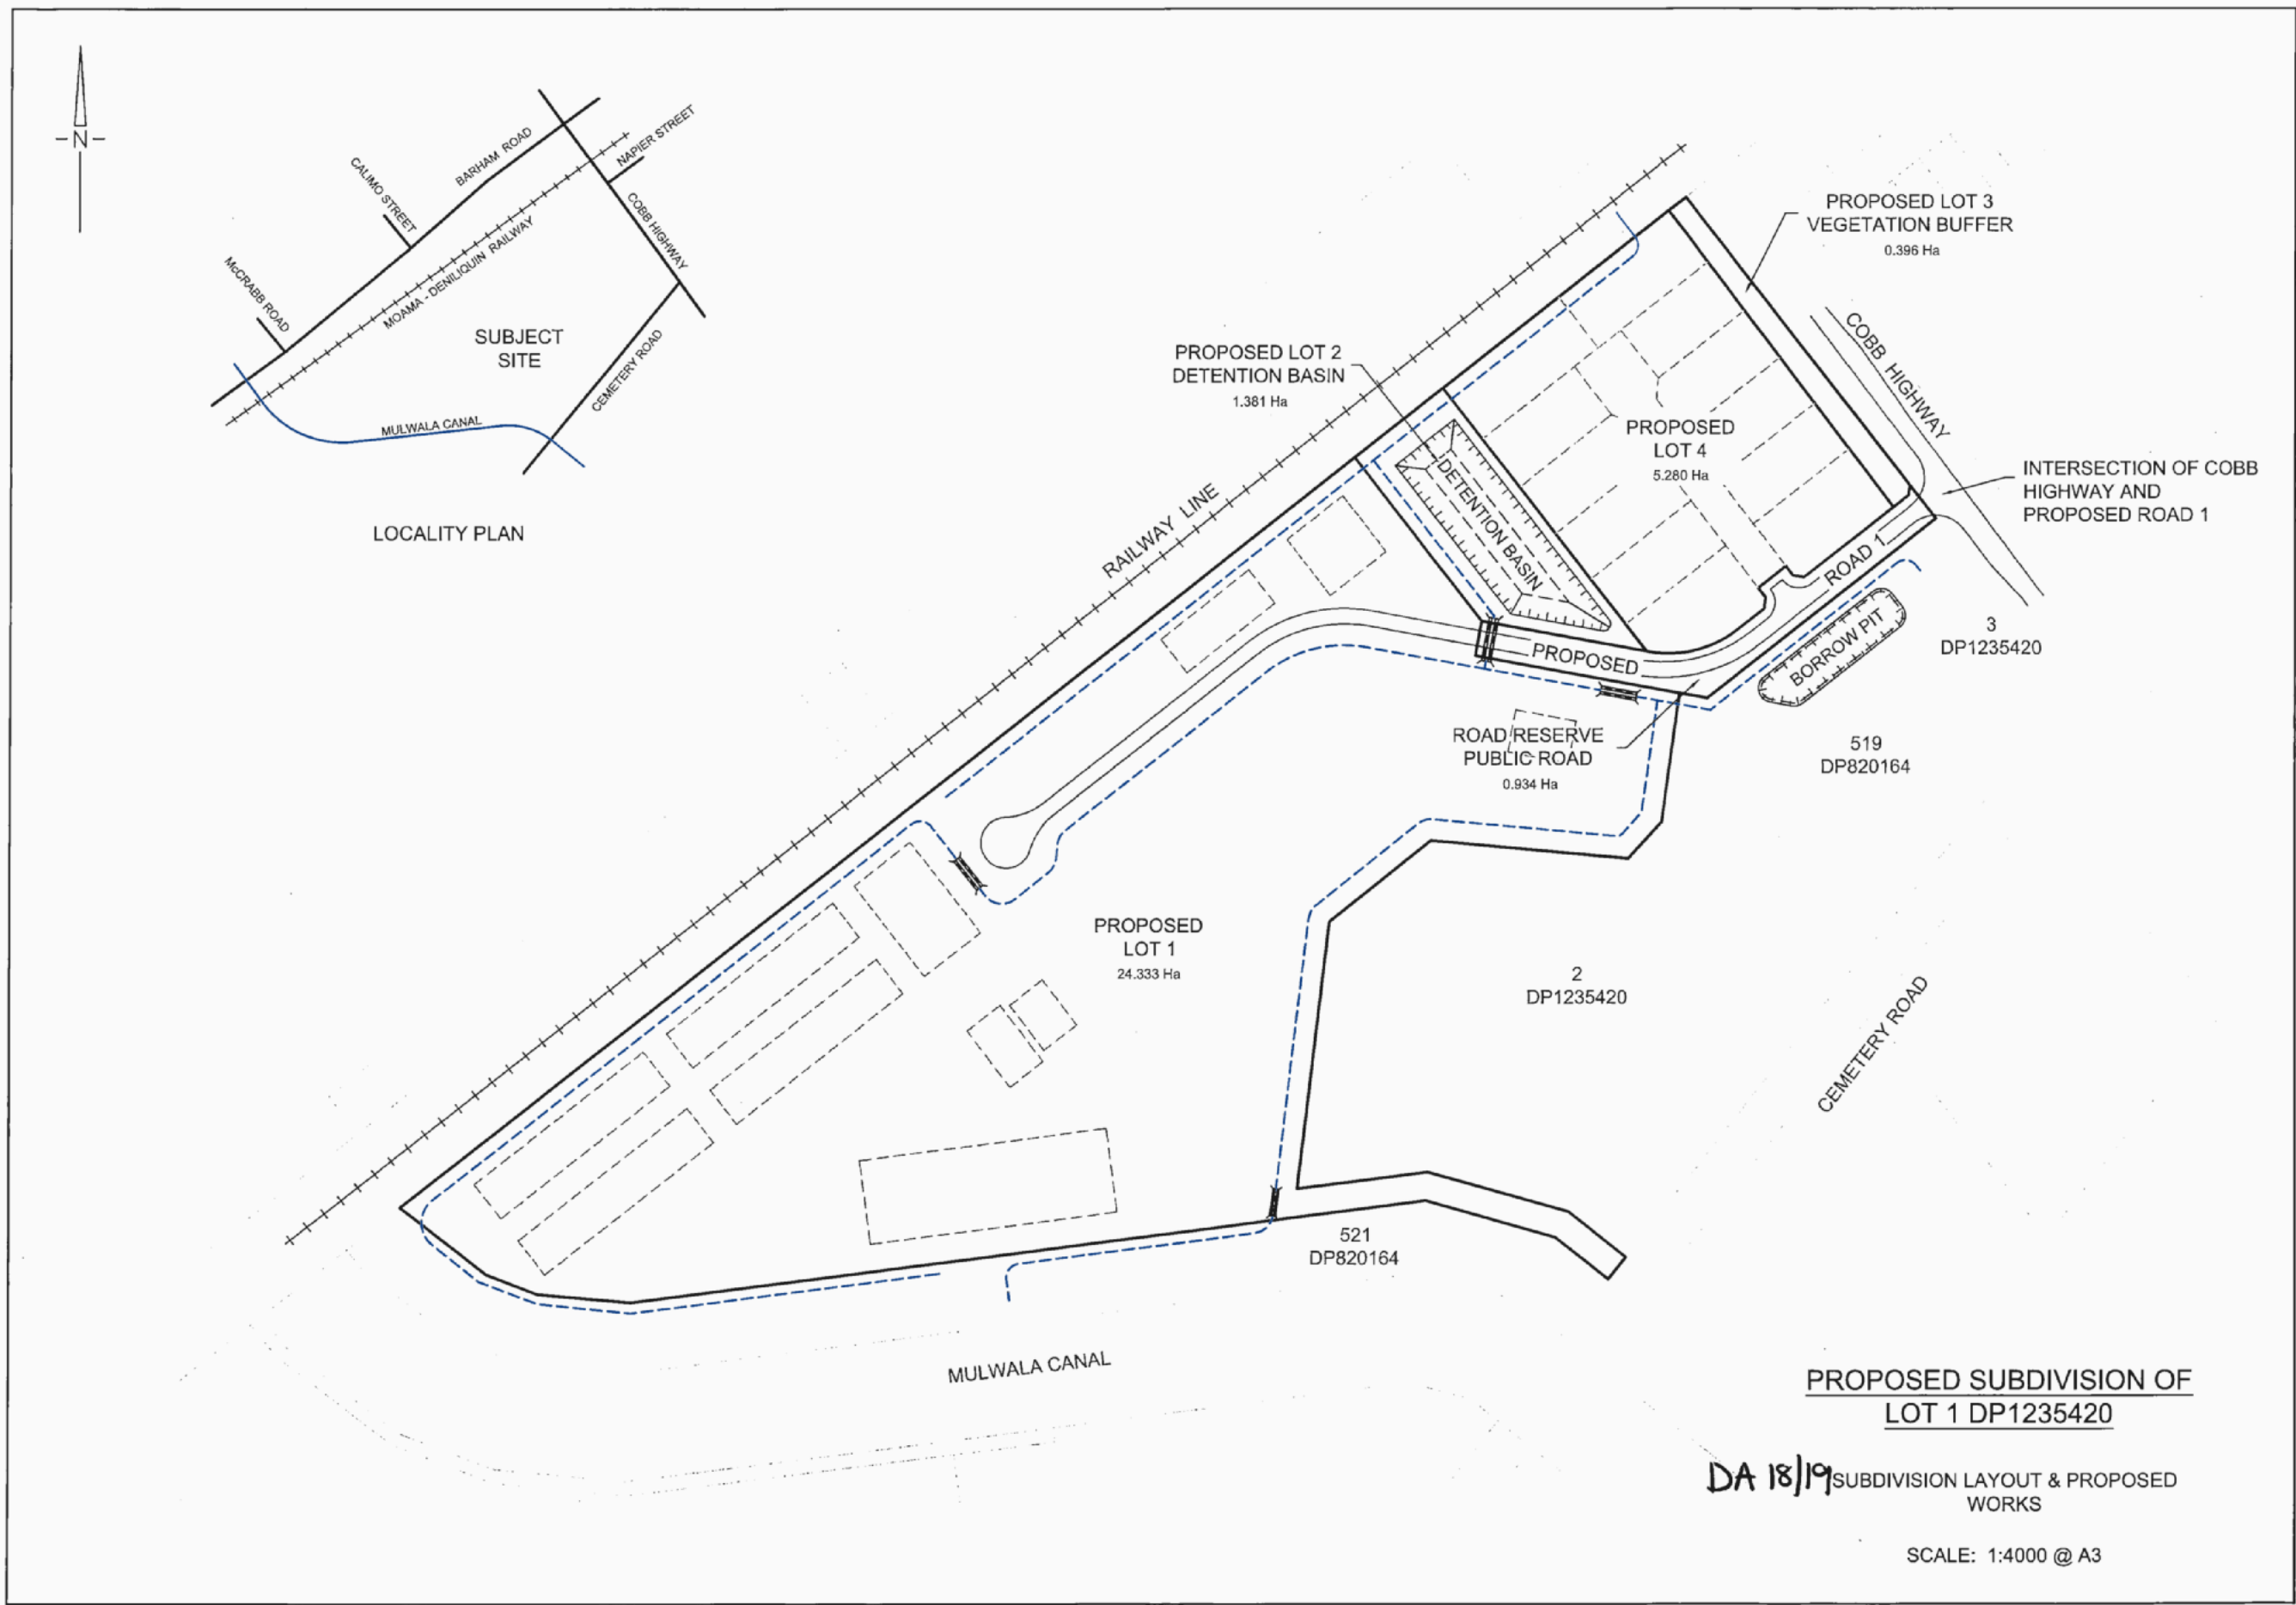 -N-
BARHAM ROAD
NAPIER STREET
CALIMO STREET
COBB HIGHWAY
MOAMA - DENILIQUIN RAILWAY
McCRABB ROAD
SUBJECT
SITE
CEMETERY ROAD
MULWALA CANAL
LOCALITY PLAN
PROPOSED LOT 3
VEGETATION BUFFER
0.396 Ha
COBB HIGHWAY
PROPOSED LOT 2
DETENTION BASIN
1.381 Ha
PROPOSED
LOT 4
5.280 Ha
INTERSECTION OF COBB
HIGHWAY AND
PROPOSED ROAD 1
RAILWAY LINE
DETENTION BASIN
ROAD 1
BORROW PIT
3
DP1235420
PROPOSED
ROAD RESERVE
PUBLIC ROAD
0.934 Ha
519
DP820164
PROPOSED
LOT 1
24.333 Ha
2
DP1235420
CEMETERY ROAD
521
DP820164
MULWALA CANAL
PROPOSED SUBDIVISION OF
LOT 1 DP1235420
DA 18/19 SUBDIVISION LAYOUT & PROPOSED
WORKS
SCALE: 1:4000 @ A3